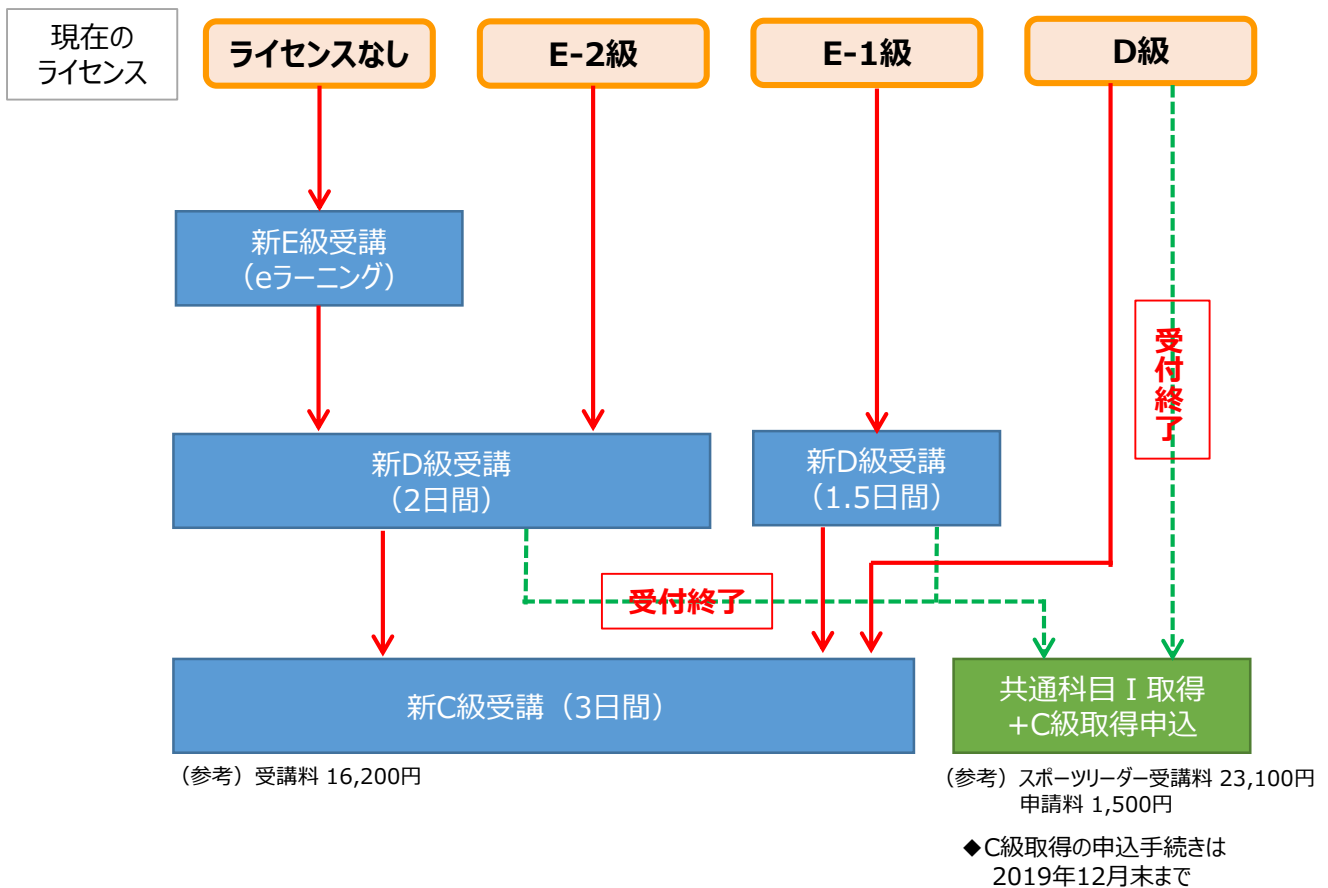 現在の
ライセンス
ライセンスなし
E-2級
E-1級
D級
新E級受講
（eラーニング）
受付終了
新D級受講
（2日間）
新D級受講
（1.5日間）
受付終了
新C級受講（3日間）
共通科目Ⅰ取得
+C級取得申込
（参考）受講料 16,200円
（参考）スポーツリーダー受講料 23,100円
申請料 1,500円
◆C級取得の申込手続きは
2019年12月末まで